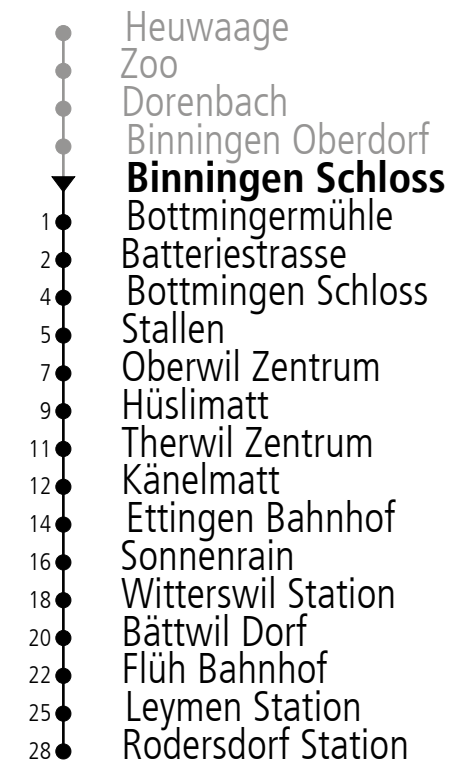 Heuwaage
Zoo
Dorenbach
Binningen Oberdorf
Binningen Schloss
1 Bottmingermühle
2 Batteriestrasse
4 Bottmingen Schloss
5 Stallen
7 Oberwil Zentrum
9 Hüslimatt
11 Therwil Zentrum
12 Känelmatt
14 Ettingen Bahnhof
16 Sonnenrain
18 Witterswil Station
20 Bättwil Dorf
22 Flüh Bahnhof
25 Leymen Station
28 Rodersdorf Station